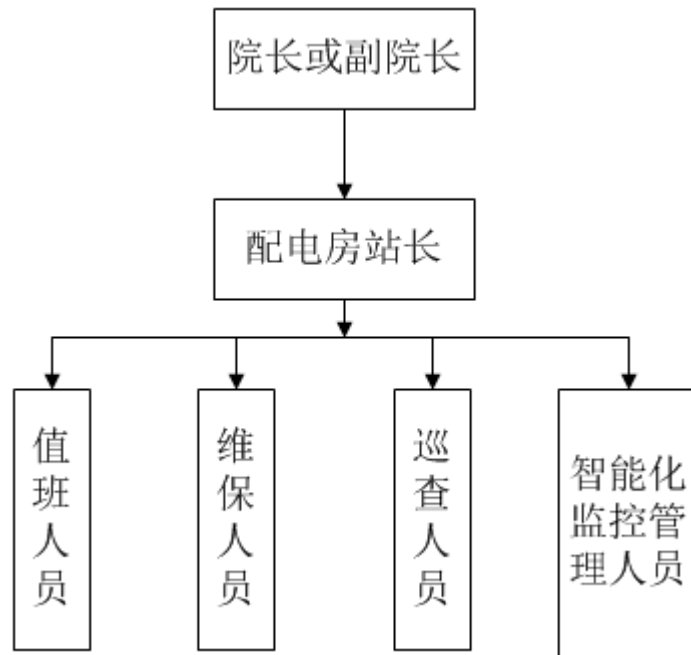 院长或副院长
配电房站长
值班人员
维保人员
巡查人员
智能化
监控管
理人员